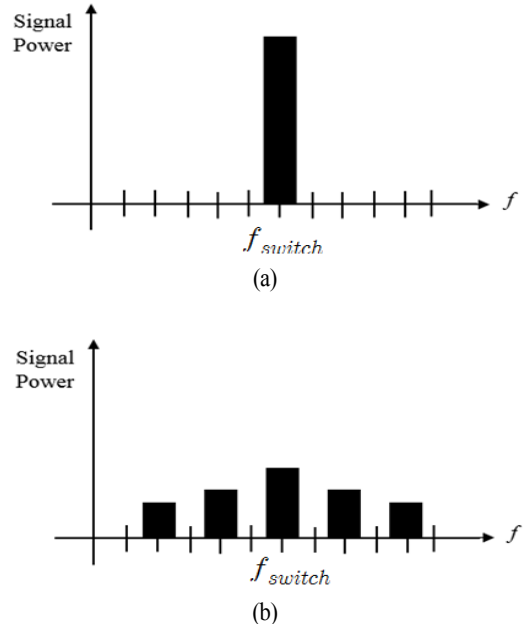 Signal
Power
f
f switch
(a)
Signal
Power
f
f switch
(b)